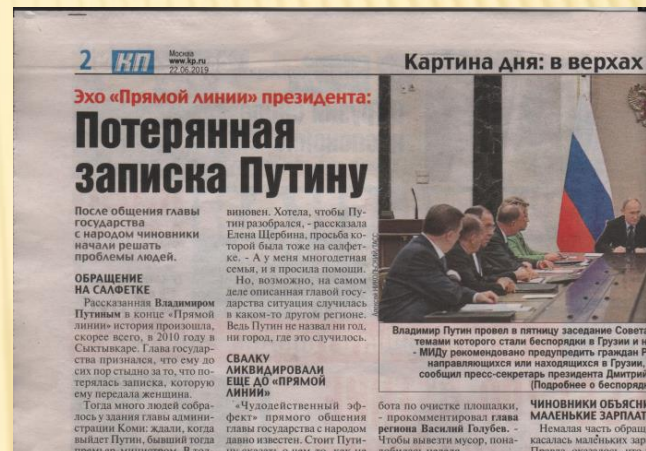 2
КП
Москва
www.kp.ru
22.06.2019
Картина дня: в верхах
Эхо «Прямой линии» президента:
Потерянная
записка Путину
После общения главы
государства
с народом чиновники
начали решать
проблемы людей.
ОБРАЩЕНИЕ
НА САЛФЕТКЕ
Рассказанная Владимиром
Путиным в конце «Прямой
линии» история произошла,
скорее всего, в 2010 году в
Сыктывкаре. Глава государ-
ства признался, что ему до
сих пор стыдно за то, что по-
терялась записка, которую
ему передала женщина.
Тогда много людей собра-
лось у здания главы админи-
страции Коми: ждали, когда
выйдет Путин, бывший тогда
виновен. Хотела, чтобы Пу-
тин разобрался, - рассказала
Елена Щербина, просьба ко-
торой была тоже на салфет-
ке. - А у меня многодетная
семья, и я просила помощи.
Но, возможно, на самом
деле описанная главой госу-
дарства ситуация случилась
в каком-то другом регионе.
Ведь Путин не назвал ни год,
ни город, где это случилось.
СВАЛКУ
ЛИКВИДИРОВАЛИ
ЕЩЕ ДО «ПРЯМОЙ
ЛИНИИ»
«Чудодейственный эф-
фект» прямого общения
главы государства с народом
давно известен. Стоит Пути-
Владимир Путин провел в пятницу заседание Совета
темами которого стали беспорядки в Грузии и н
- МИДу рекомендовано предупредить граждан Р
направляющихся или находящихся в Грузии,
сообщил пресс-секретарь президента Дмитрий
(Подробнее о беспоряд
бота по очистке площадки,
- прокомментировал глава
региона Василий Голубев. -
Чтобы вывезти мусор, пона-
ЧИНОВНИКИ ОБЪЯСНИ
МАЛЕНЬКИЕ ЗАРПЛАТ
Немалая часть обращ
касалась маленьких зар